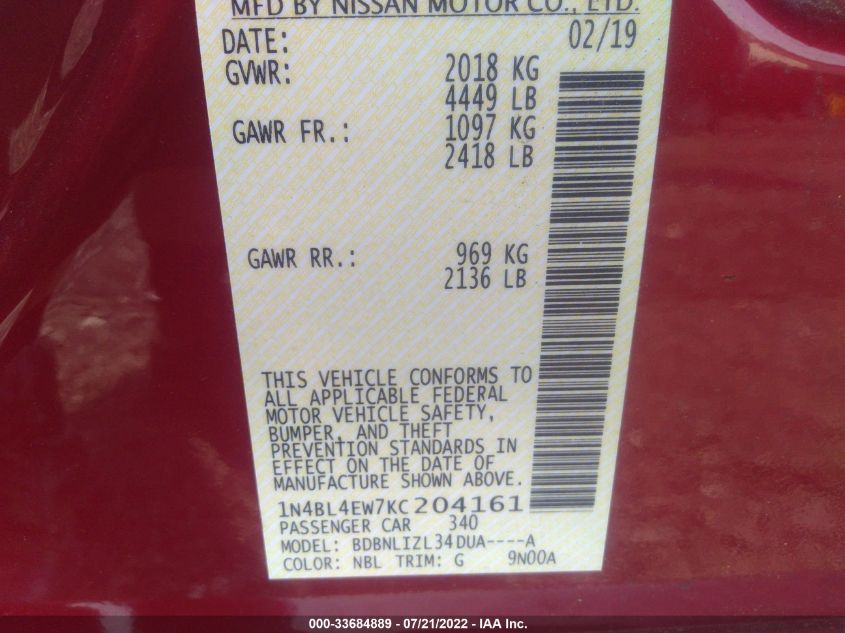 MFD BY NISSAN MOTOR CO., LTD.
DATE: 02/19
GVWR: 2018 KG
4449 LB
GAWR FR.: 1097 KG
2418 LB
GAWR RR.: 969 KG
2136 LB
THIS VEHICLE CONFORMS TO
ALL APPLICABLE FEDERAL
MOTOR VEHICLE SAFETY,
BUMPER, AND THEFT
PREVENTION STANDARDS IN
EFFECT ON THE DATE OF
MANUFACTURE SHOWN ABOVE.
1N4BL4EW7KC204161
PASSENGER CAR 340
MODEL: BDBNLIZL34DUA----A
COLOR: NBL TRIM: G 9N00A
000-33684889 - 07/21/2022 - IAA Inc.